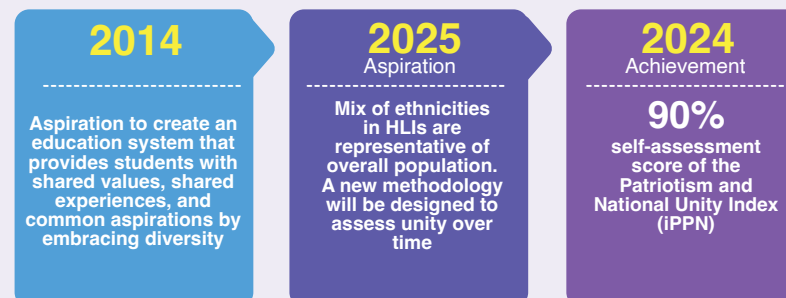 2014
Aspiration to create an
education system that
provides students with
shared values, shared
experiences, and
common aspirations by
embracing diversity
2025
Aspiration
Mix of ethnicities
in HLIs are
representative of
overall population.
A new methodology
will be designed to
assess unity over
time
2024
Achievement
90%
self-assessment
score of the
Patriotism and
National Unity Index
(iPPN)